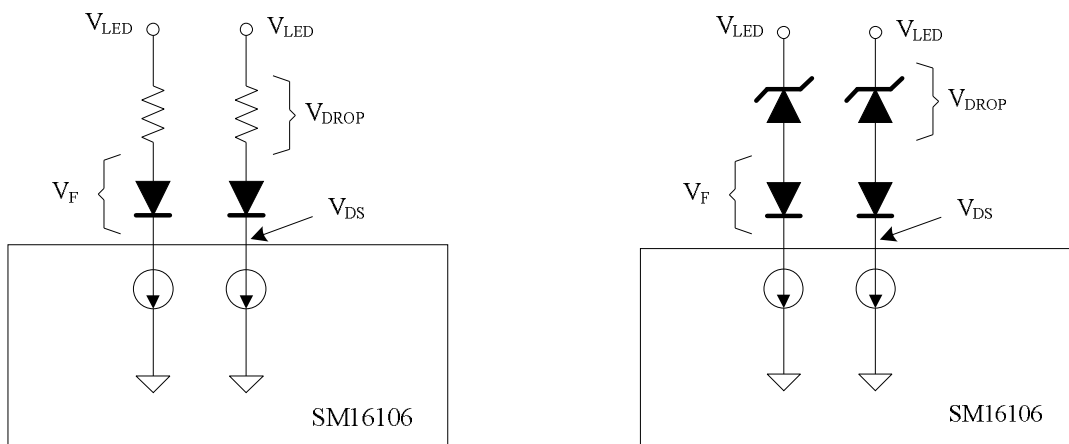 VLED
VLED
VDROP
VF
VDS
SM16106
VLED
VLED
VDROP
VF
VDS
SM16106